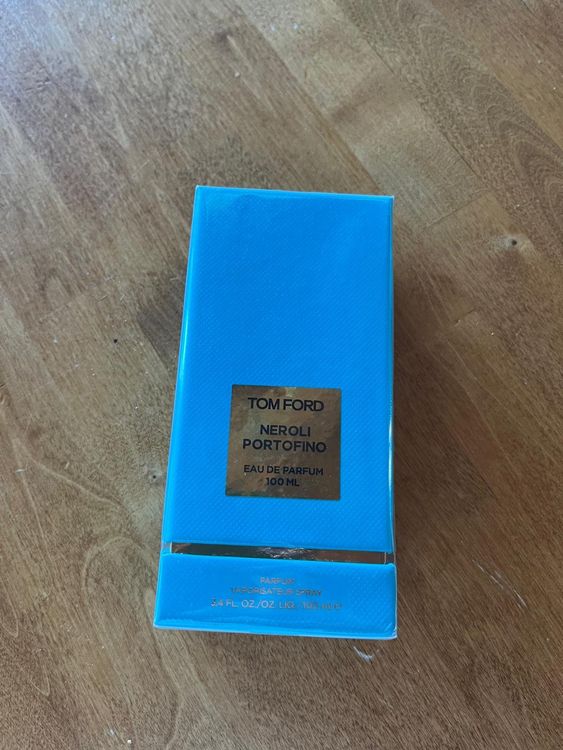 TOM FORD
NEROLI
PORTOFINO
EAU DE PARFUM
100 ML
PARFUM
VAPORISATEUR SPRAY
3.4 FL. OZ./OZ. LIQ./100 ml ℮